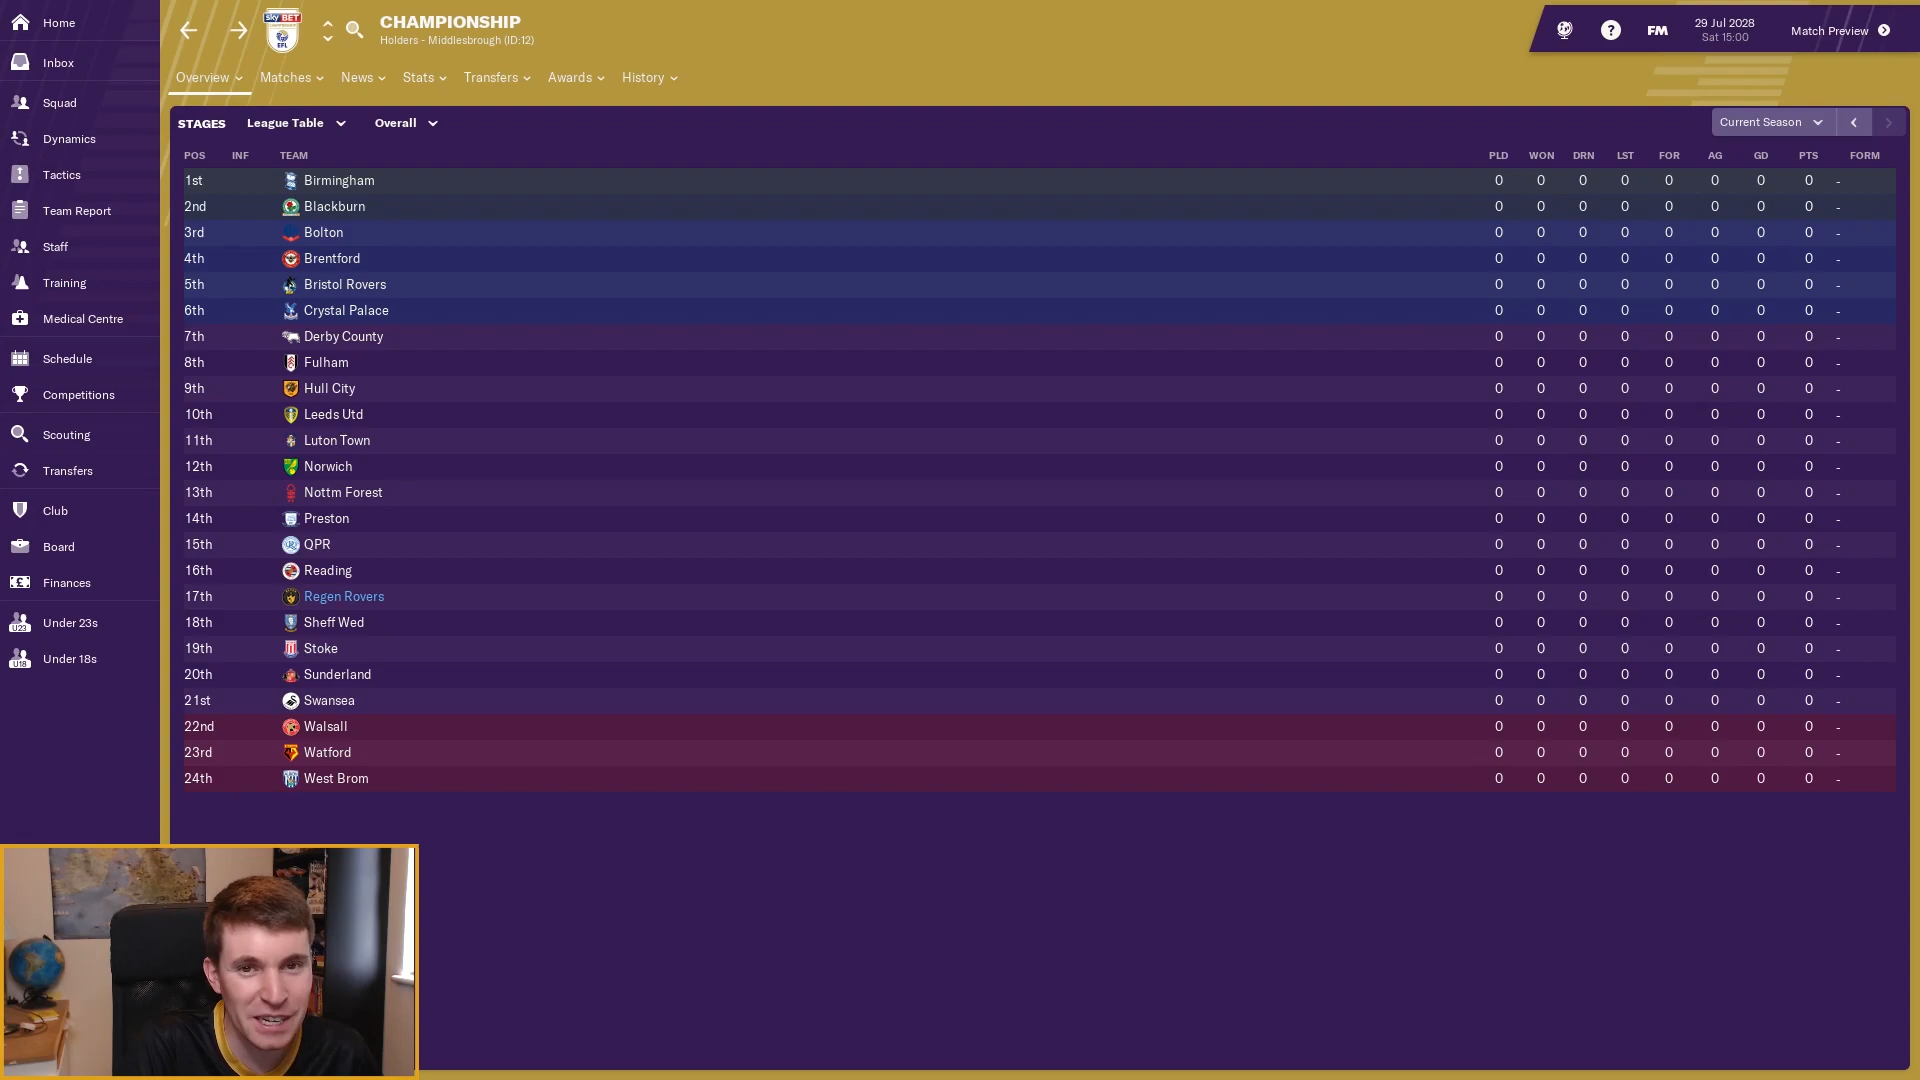 Home
Inbox
Squad
Dynamics
Tactics
Team Report
Staff
Training
Medical Centre
Schedule
Competitions
Scouting
Transfers
Club
Board
Finances
U23 Under 23s
U18 Under 18s
sky BET
EFL
CHAMPIONSHIP
Holders - Middlesbrough (ID:12)
FM
29 Jul 2028
Sat 15:00
Match Preview
Overview Matches News Stats Transfers Awards History
STAGES League Table Overall Current Season
POS INF TEAM PLD WON DRN LST FOR AG GD PTS FORM
1st Birmingham 0 0 0 0 0 0 0 0 -
2nd Blackburn 0 0 0 0 0 0 0 0 -
3rd Bolton 0 0 0 0 0 0 0 0 -
4th Brentford 0 0 0 0 0 0 0 0 -
5th Bristol Rovers 0 0 0 0 0 0 0 0 -
6th Crystal Palace 0 0 0 0 0 0 0 0 -
7th Derby County 0 0 0 0 0 0 0 0 -
8th Fulham 0 0 0 0 0 0 0 0 -
9th Hull City 0 0 0 0 0 0 0 0 -
10th Leeds Utd 0 0 0 0 0 0 0 0 -
11th Luton Town 0 0 0 0 0 0 0 0 -
12th Norwich 0 0 0 0 0 0 0 0 -
13th Nottm Forest 0 0 0 0 0 0 0 0 -
14th Preston 0 0 0 0 0 0 0 0 -
15th QPR 0 0 0 0 0 0 0 0 -
16th Reading 0 0 0 0 0 0 0 0 -
17th Regen Rovers 0 0 0 0 0 0 0 0 -
18th Sheff Wed 0 0 0 0 0 0 0 0 -
19th Stoke 0 0 0 0 0 0 0 0 -
20th Sunderland 0 0 0 0 0 0 0 0 -
21st Swansea 0 0 0 0 0 0 0 0 -
22nd Walsall 0 0 0 0 0 0 0 0 -
23rd Watford 0 0 0 0 0 0 0 0 -
24th West Brom 0 0 0 0 0 0 0 0 -